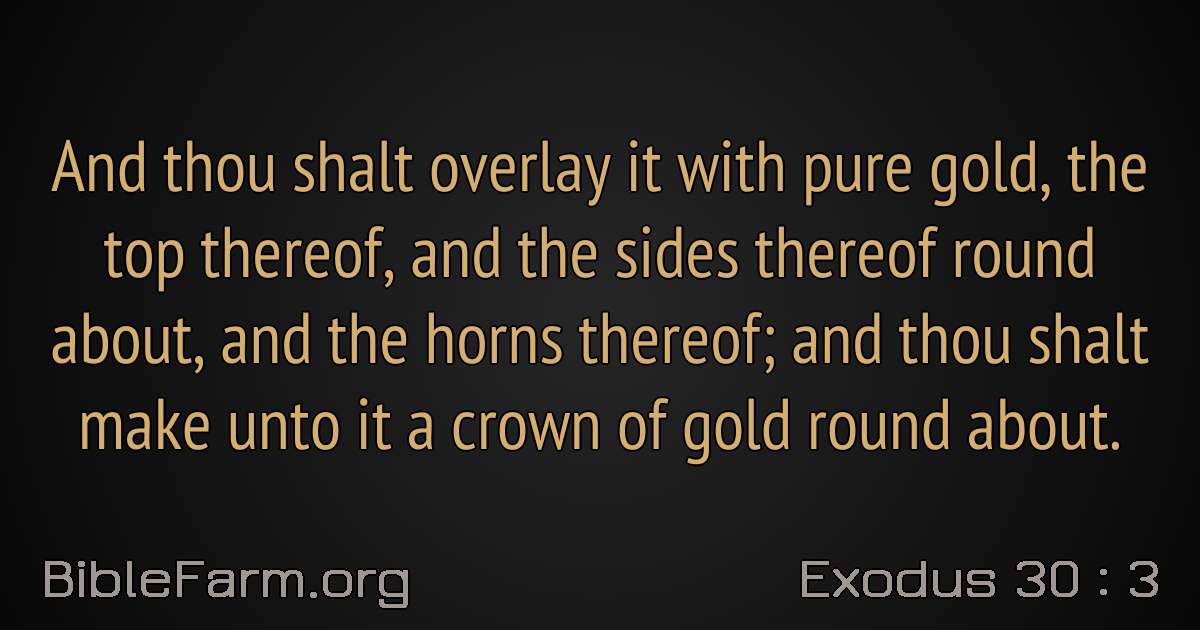 And thou shalt overlay it with pure gold, the
top thereof, and the sides thereof round
about, and the horns thereof; and thou shalt
make unto it a crown of gold round about.
BibleFarm.org
Exodus 30 : 3